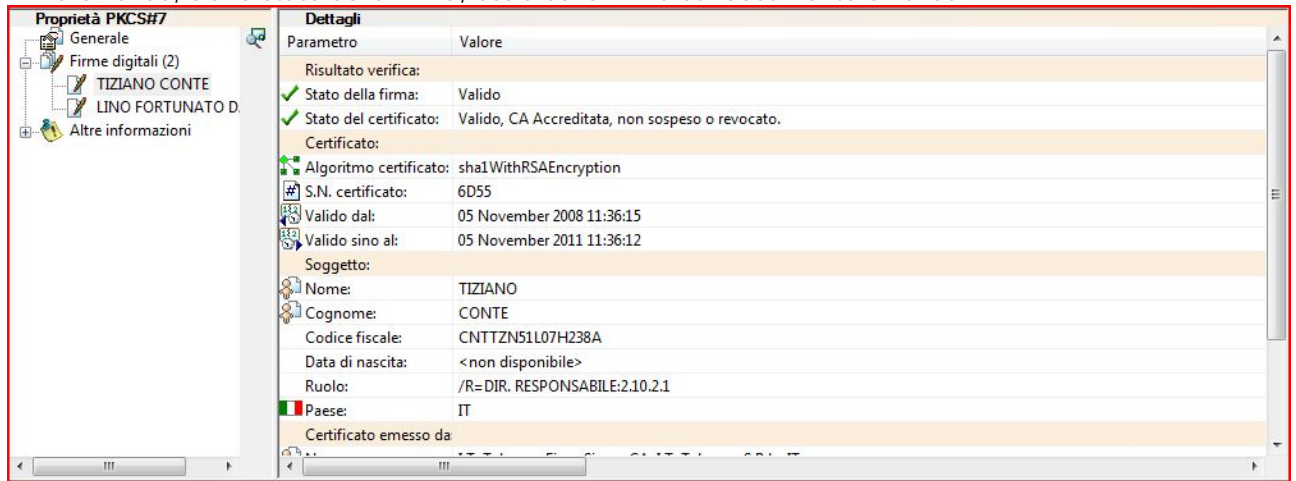 Proprietà PKCS#7
Generale
Firme digitali (2)
TIZIANO CONTE
LINO FORTUNATO D.
Altre informazioni
Dettagli
Parametro Valore
Risultato verifica:
Stato della firma: Valido
Stato del certificato: Valido, CA Accreditata, non sospeso o revocato.
Certificato:
Algoritmo certificato: sha1WithRSAEncryption
S.N. certificato: 6D55
Valido dal: 05 November 2008 11:36:15
Valido sino al: 05 November 2011 11:36:12
Soggetto:
Nome: TIZIANO
Cognome: CONTE
Codice fiscale: CNTTZN51L07H238A
Data di nascita: <non disponibile>
Ruolo: /R=DIR. RESPONSABILE:2.10.2.1
Paese: IT
Certificato emesso da